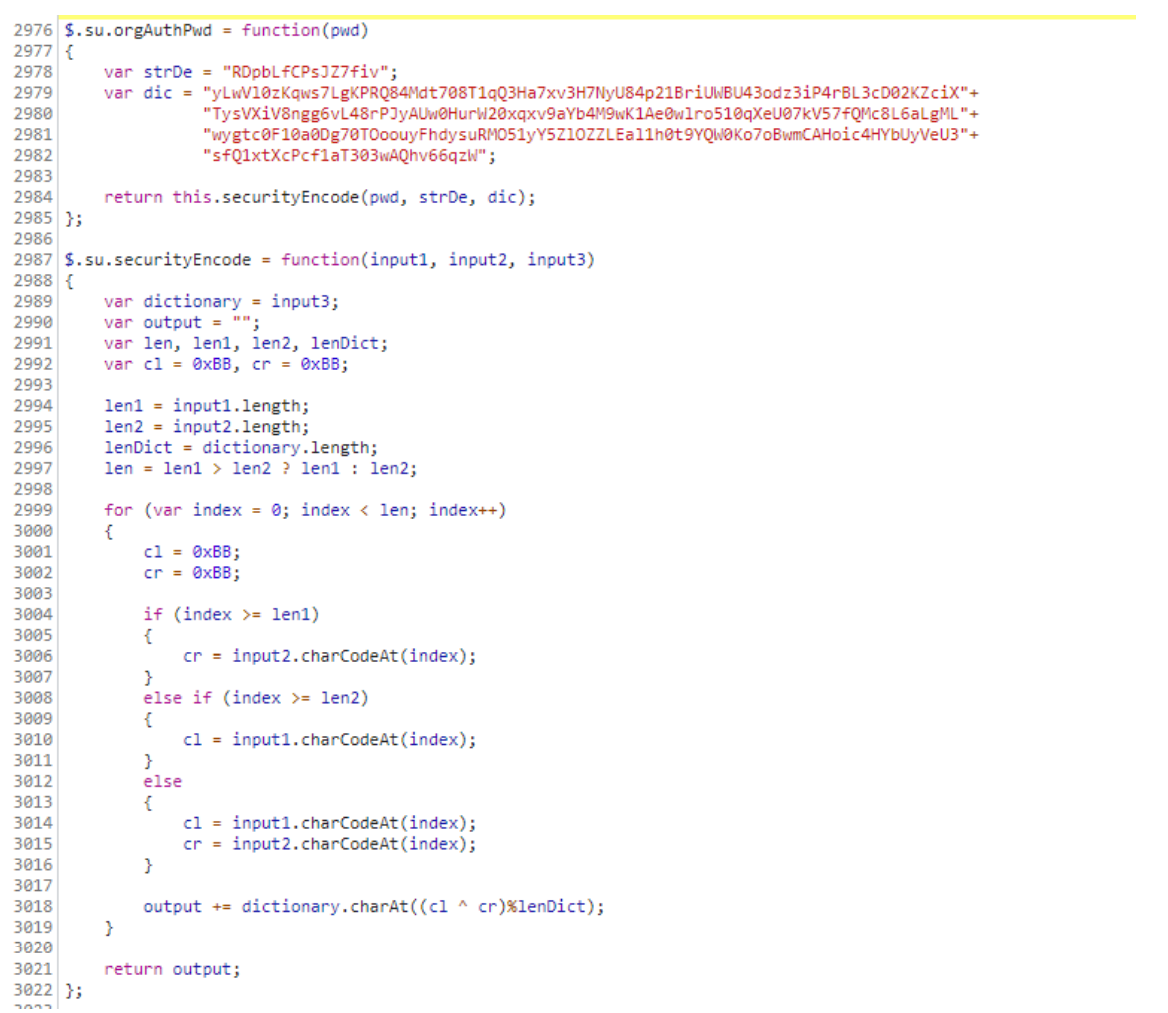 2976 $.su.orgAuthPwd = function(pwd)
2977 {
2978     var strDe = "RDpbLfCPsJZ7fiv";
2979     var dic = "yLwVl0zKqws7LgKPRQ84Mdt708T1qQ3Ha7xv3H7NyU84p21BriUWBU43odz3iP4rBL3cD02KZciX"+
2980               "TysVXiV8ngg6vL48rPJyAUw0HurW20xqxv9aYb4M9wK1Ae0wlro510qXeU07kV57fQMc8L6aLgML"+
2981               "wygtc0F10a0Dg70TOoouyFhdysuRMO51yY5ZlOZZLEal1h0t9YQW0Ko7oBwmCAHoic4HYbUyVeU3"+
2982               "sfQ1xtXcPcf1aT303wAQhv66qzW";
2983
2984     return this.securityEncode(pwd, strDe, dic);
2985 };
2986
2987 $.su.securityEncode = function(input1, input2, input3)
2988 {
2989     var dictionary = input3;
2990     var output = "";
2991     var len, len1, len2, lenDict;
2992     var cl = 0xBB, cr = 0xBB;
2993
2994     len1 = input1.length;
2995     len2 = input2.length;
2996     lenDict = dictionary.length;
2997     len = len1 > len2 ? len1 : len2;
2998
2999     for (var index = 0; index < len; index++)
3000     {
3001         cl = 0xBB;
3002         cr = 0xBB;
3003
3004         if (index >= len1)
3005         {
3006             cr = input2.charCodeAt(index);
3007         }
3008         else if (index >= len2)
3009         {
3010             cl = input1.charCodeAt(index);
3011         }
3012         else
3013         {
3014             cl = input1.charCodeAt(index);
3015             cr = input2.charCodeAt(index);
3016         }
3017
3018         output += dictionary.charAt((cl ^ cr)%lenDict);
3019     }
3020
3021     return output;
3022 };